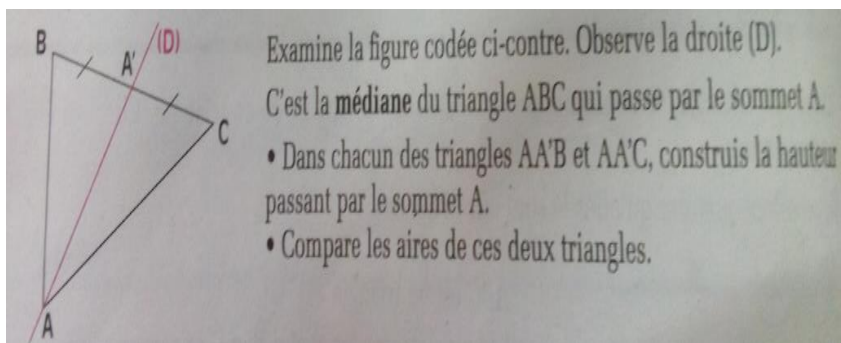 B
A'
(D)
C
A
Examine la figure codée ci-contre. Observe la droite (D).
C'est la médiane du triangle ABC qui passe par le sommet A.
• Dans chacun des triangles AA'B et AA'C, construis la hauteur
passant par le sommet A.
• Compare les aires de ces deux triangles.